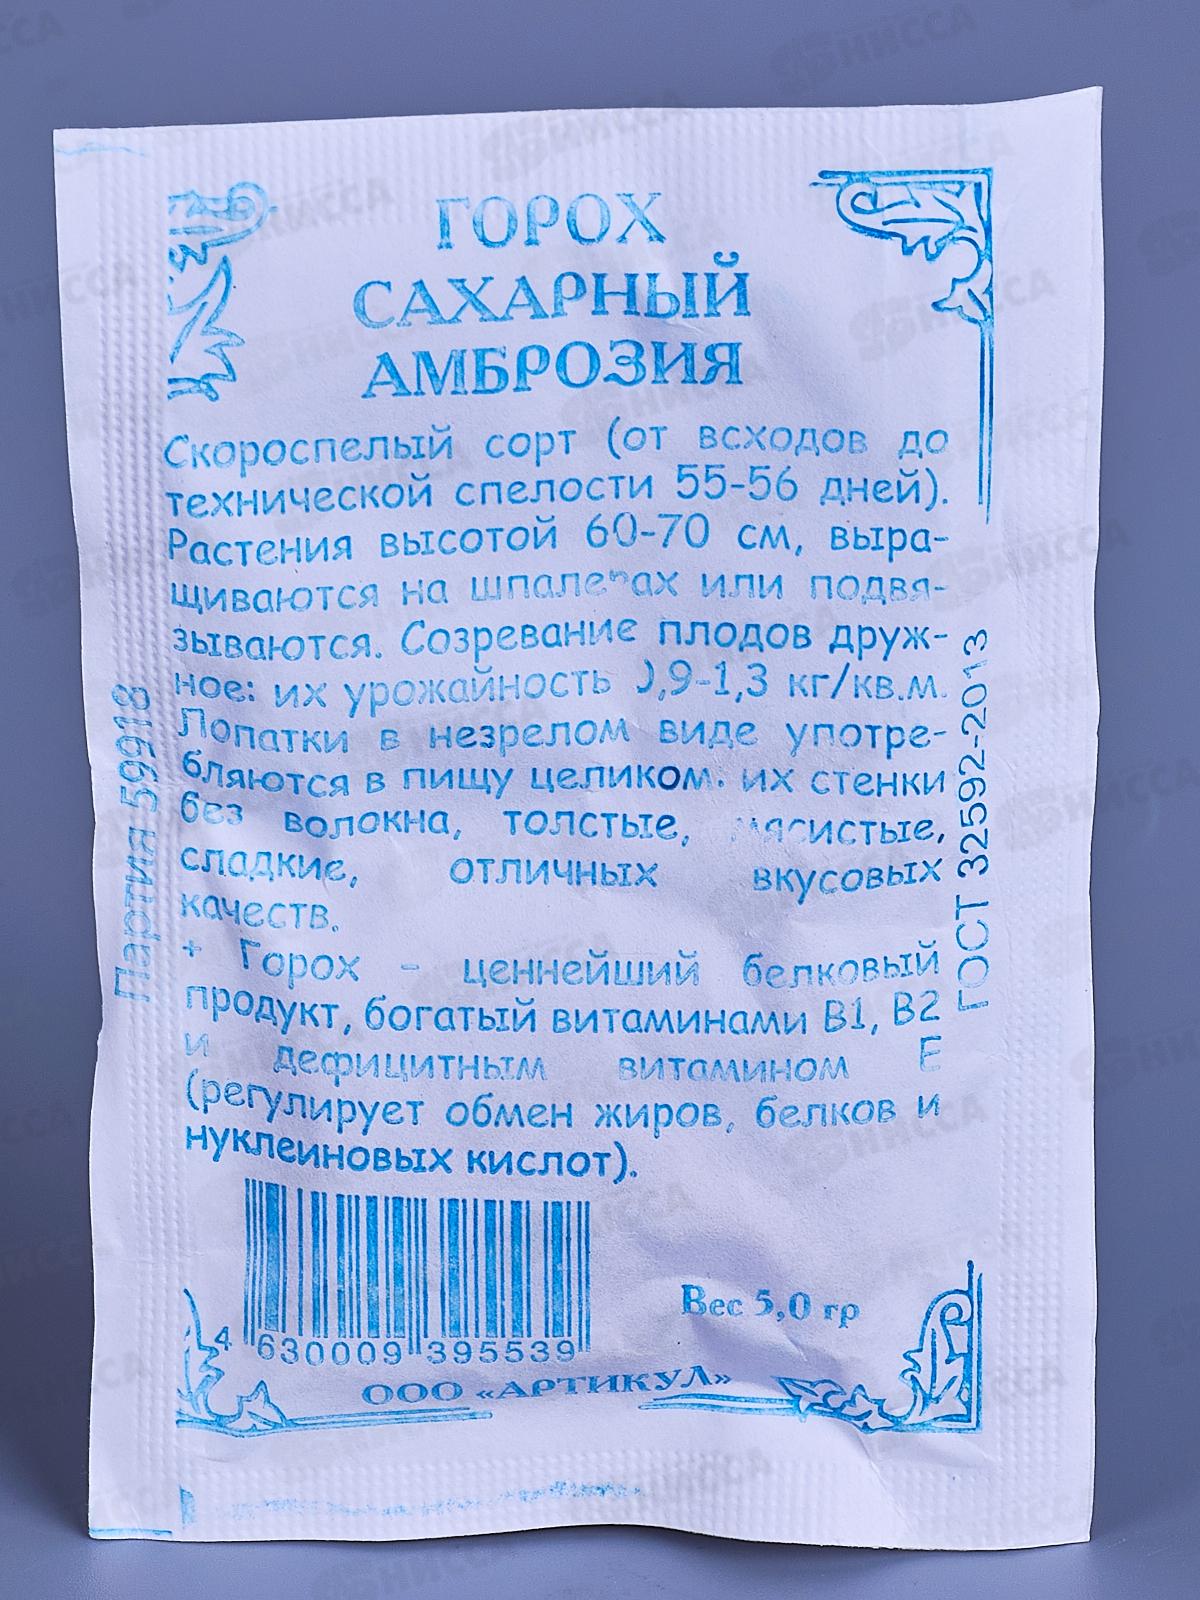 ГОРОХ
САХАРНЫЙ
АМБРОЗИЯ
Скороспелый сорт (от всходов до
технической спелости 55-56 дней).
Растения высотой 60-70 см, выра-
щиваются на шпалерах или подвя-
зываются. Созревание плодов друж-
ное: их урожайность 0,9-1,3 кг/кв.м.
Лопатки в незрелом виде употре-
бляются в пищу целиком. их стенки
без волокна, толстые, мясистые,
сладкие, отличных вкусовых
качеств.
+ Горох - ценнейший белковый
продукт, богатый витаминами В1, В2
и дефицитным витамином Е
(регулирует обмен жиров, белков и
нуклеиновых кислот).
Вес 5,0 гр
4 630009 395539
ООО «АРТИКУЛ»
Партия 59918
ГОСТ 32592-2013
НИССА